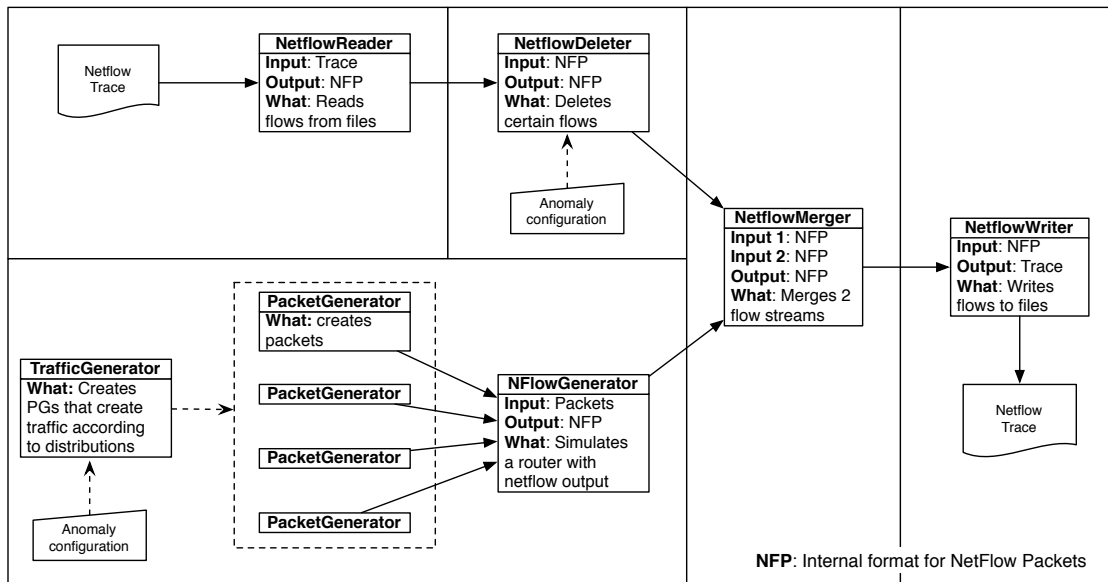 Netflow
Trace
NetflowReader
Input: Trace
Output: NFP
What: Reads
flows from files
NetflowDeleter
Input: NFP
Output: NFP
What: Deletes
certain flows
Anomaly
configuration
NetflowMerger
Input 1: NFP
Input 2: NFP
Output: NFP
What: Merges 2
flow streams
NetflowWriter
Input: NFP
Output: Trace
What: Writes
flows to files
Netflow
Trace
TrafficGenerator
What: Creates
PGs that create
traffic according
to distributions
Anomaly
configuration
PacketGenerator
What: creates
packets
PacketGenerator
PacketGenerator
PacketGenerator
NFlowGenerator
Input: Packets
Output: NFP
What: Simulates
a router with
netflow output
NFP: Internal format for NetFlow Packets